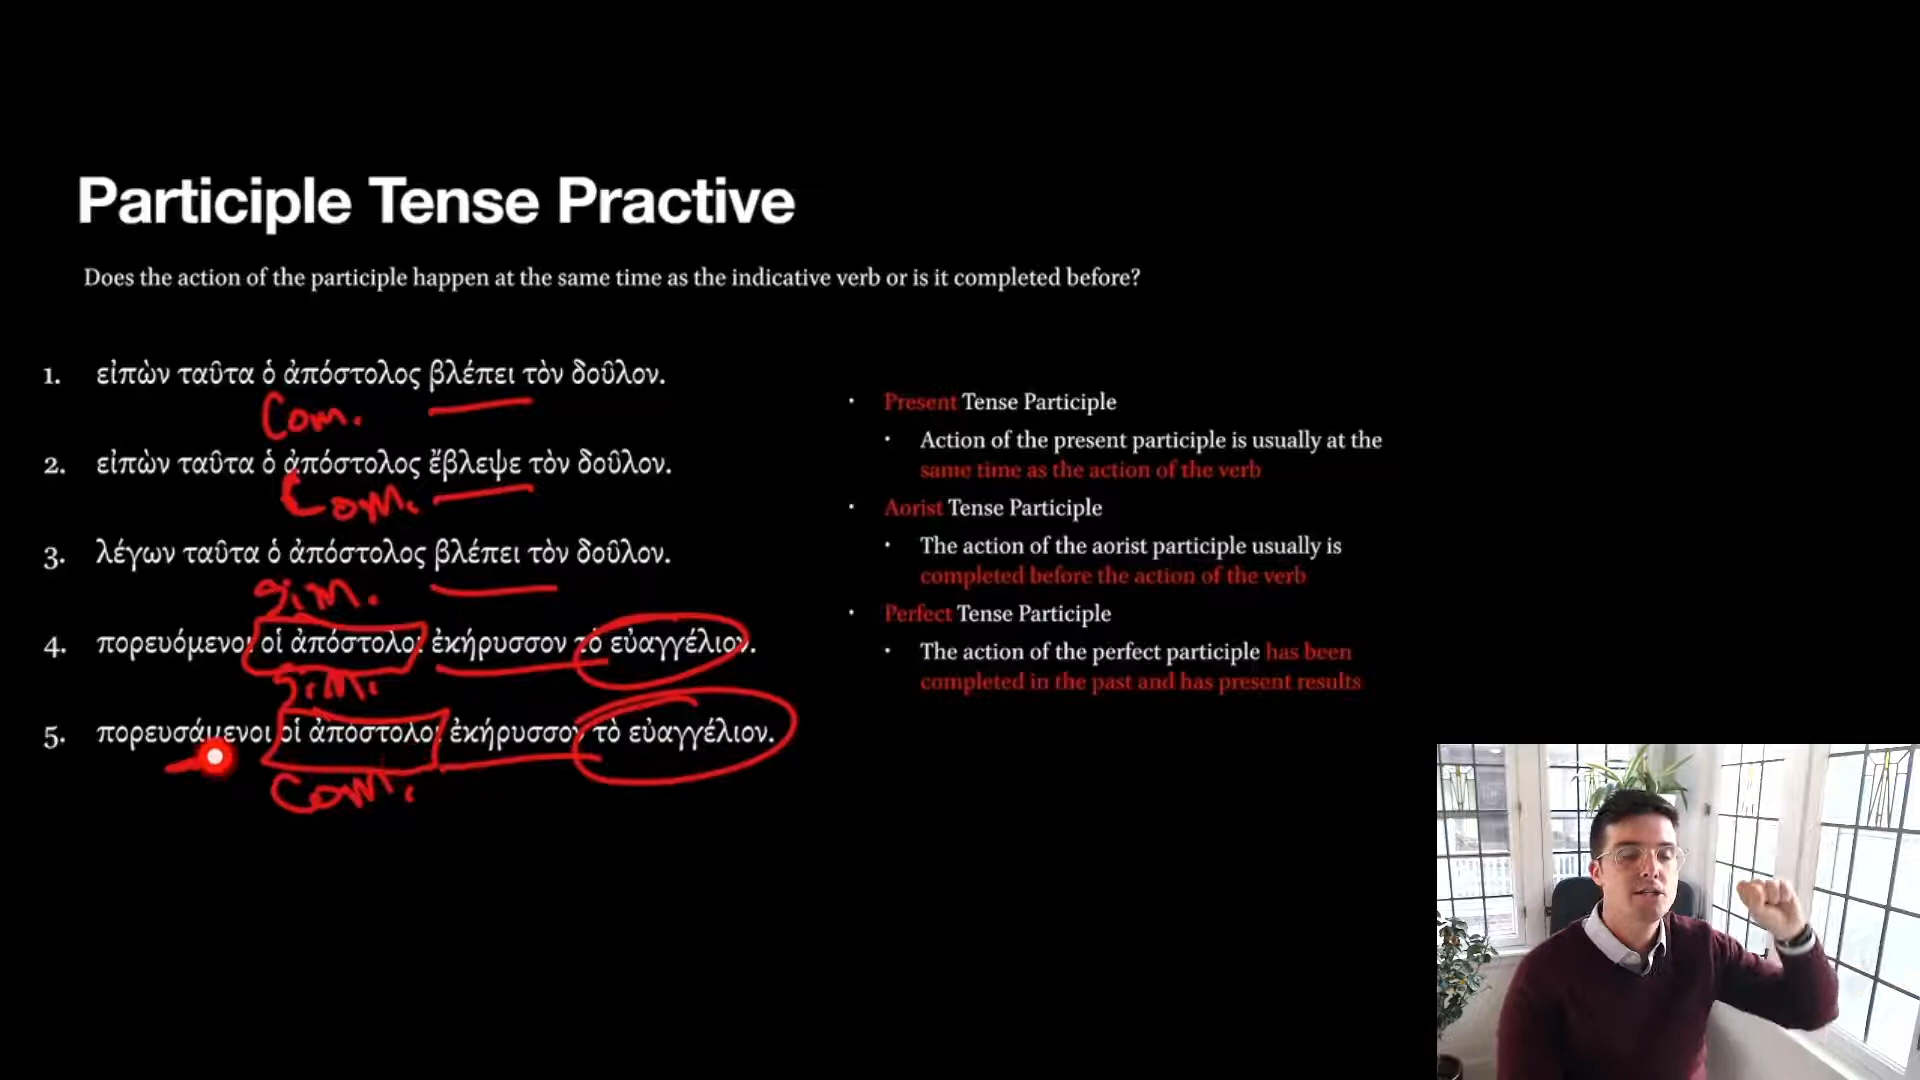 Participle Tense Practive
Does the action of the participle happen at the same time as the indicative verb or is it completed before?
1. εἰπὼν ταῦτα ὁ ἀπόστολος βλέπει τὸν δοῦλον.
Com.
2. εἰπὼν ταῦτα ὁ ἀπόστολος ἔβλεψε τὸν δοῦλον.
Com.
3. λέγων ταῦτα ὁ ἀπόστολος βλέπει τὸν δοῦλον.
Sim.
4. πορευόμενοι οἱ ἀπόστολοι ἐκήρυσσον τὸ εὐαγγέλιον.
Sim.
5. πορευσάμενοι οἱ ἀπόστολοι ἐκήρυσσον τὸ εὐαγγέλιον.
Com.
• Present Tense Participle
• Action of the present participle is usually at the
same time as the action of the verb
• Aorist Tense Participle
• The action of the aorist participle usually is
completed before the action of the verb
• Perfect Tense Participle
• The action of the perfect participle has been
completed in the past and has present results